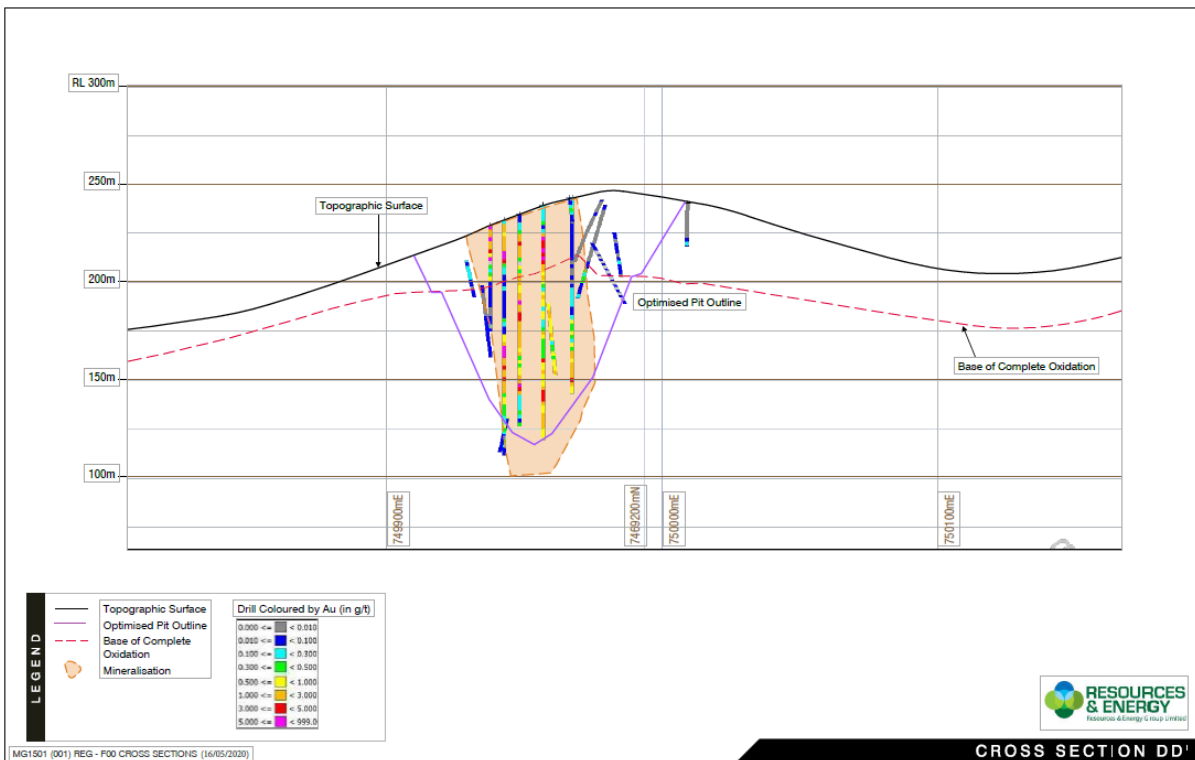 RL 300m
250m
Topographic Surface
200m
Optimised Pit Outline
150m
Base of Complete Oxidation
100m
749900mE
7469200mN
750000mE
750100mE
LEGEND
Topographic Surface
Optimised Pit Outline
Base of Complete
Oxidation
Mineralisation
Drill Coloured by Au (in g/t)
0.000 <= < 0.010
0.010 <= < 0.100
0.100 <= < 0.300
0.300 <= < 0.500
0.500 <= < 1.000
1.000 <= < 3.000
3.000 <= < 5.000
5.000 <= < 999.0
RESOURCES
& ENERGY
Resources & Energy Group Limited
MG1501 (001) REG - F00 CROSS SECTIONS (16/05/2020)
CROSS SECTION DD'